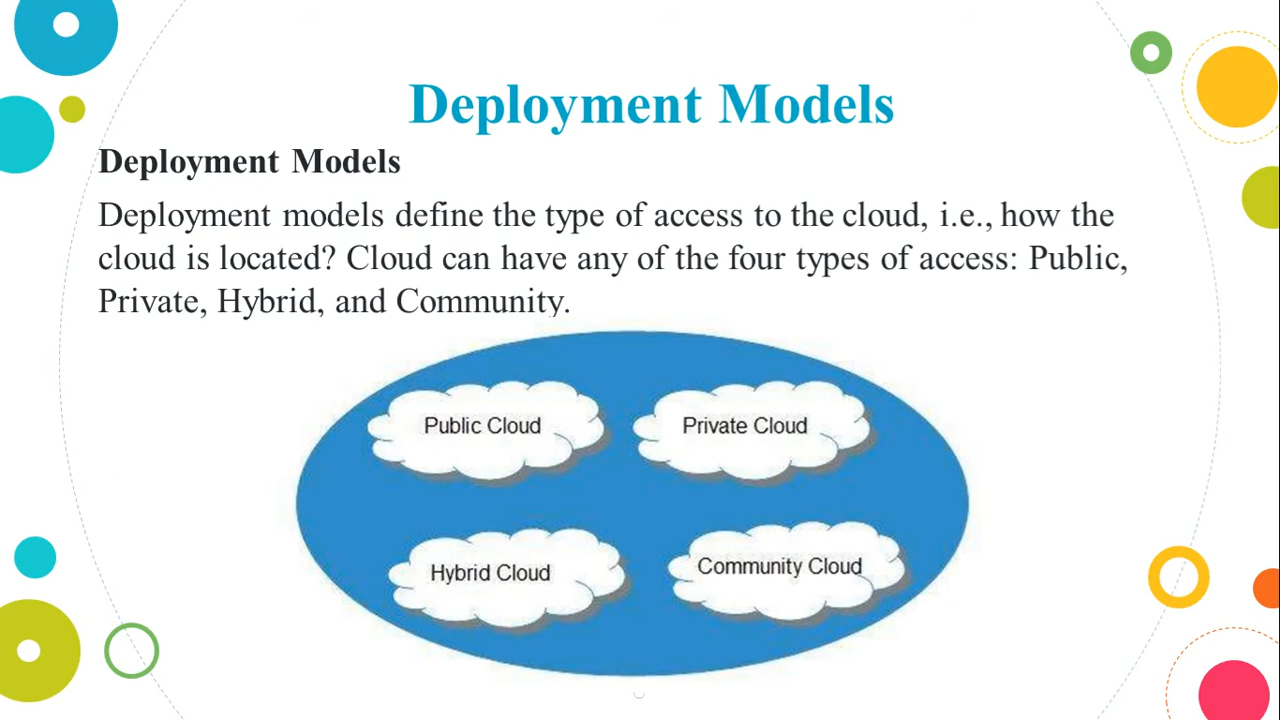 Deployment Models
Deployment Models
Deployment models define the type of access to the cloud, i.e., how the
cloud is located? Cloud can have any of the four types of access: Public,
Private, Hybrid, and Community.
Public Cloud
Private Cloud
Hybrid Cloud
Community Cloud